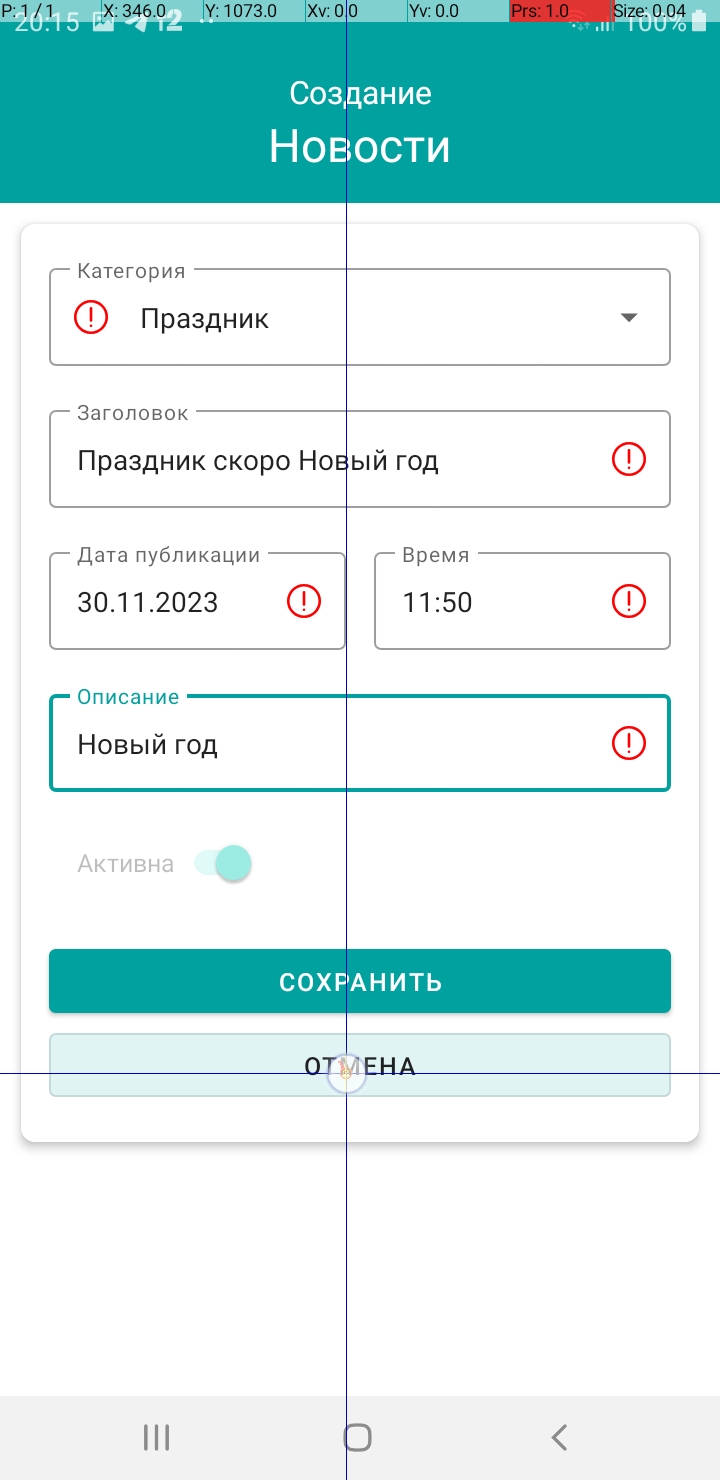 P: 1 / 1 X: 346.0 Y: 1073.0 Xv: 0.0 Yv: 0.0 Prs: 1.0 Size: 0.04
20:15 100%
Создание
Новости
Категория
Праздник
Заголовок
Праздник скоро Новый год
Дата публикации Время
30.11.2023 11:50
Описание
Новый год
Активна
СОХРАНИТЬ
ОТМЕНА